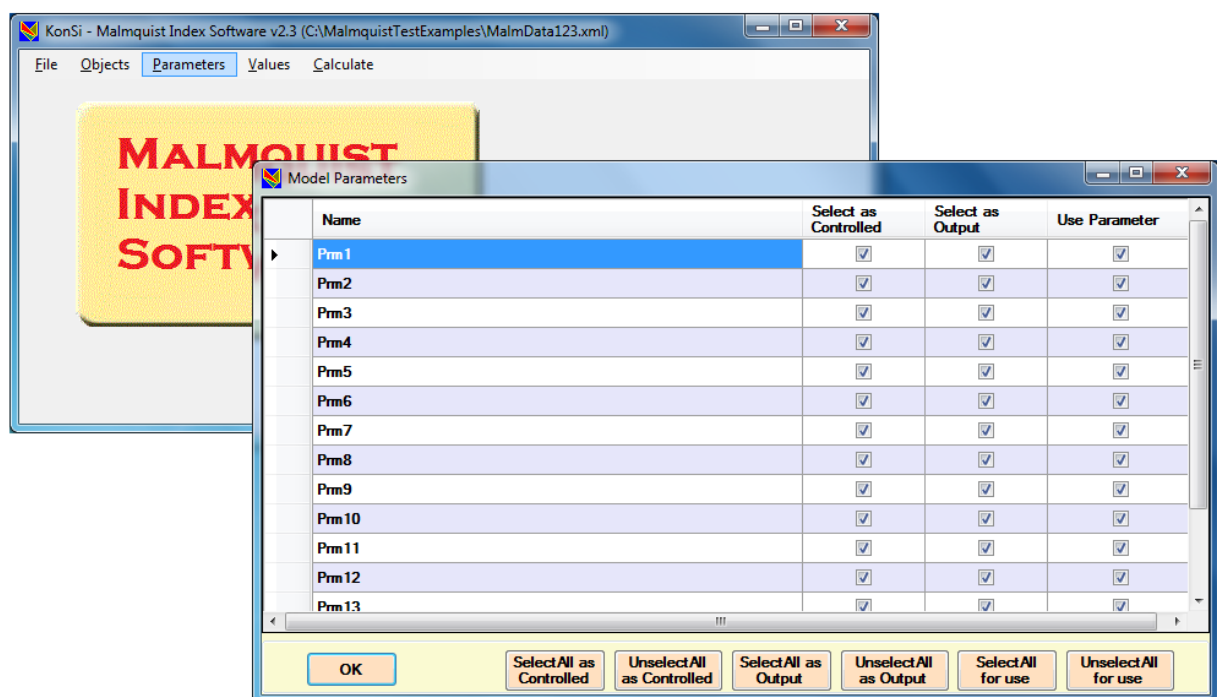 KonSi - Malmquist Index Software v2.3 (C:\MalmquistTestExamples\MalmData123.xml)
File Objects Parameters Values Calculate
MALMQUIST
INDEX
Model Parameters
Name Select as Controlled Select as Output Use Parameter
Prm1
Prm2
Prm3
Prm4
Prm5
Prm6
Prm7
Prm8
Prm9
Prm10
Prm11
Prm12
Prm13
OK SelectAll as Controlled UnselectAll as Controlled SelectAll as Output UnselectAll as Output SelectAll for use UnselectAll for use